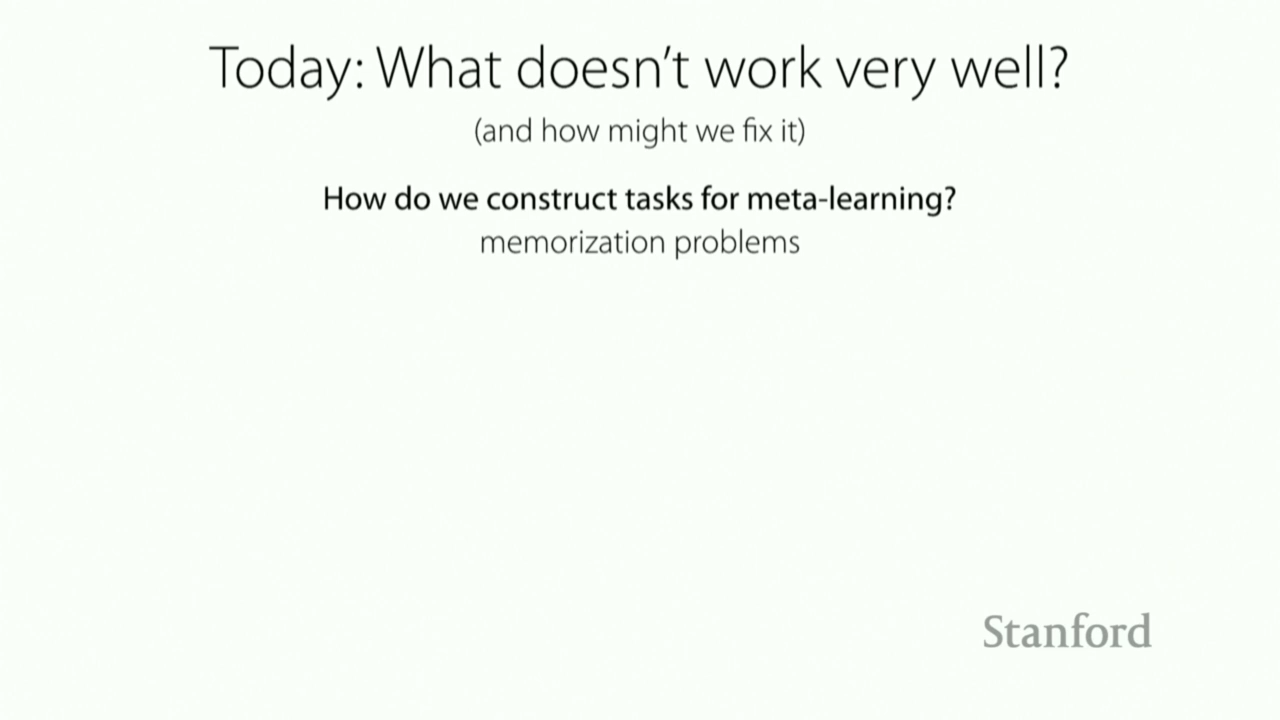 Today: What doesn't work very well?
(and how might we fix it)
How do we construct tasks for meta-learning?
memorization problems
Stanford